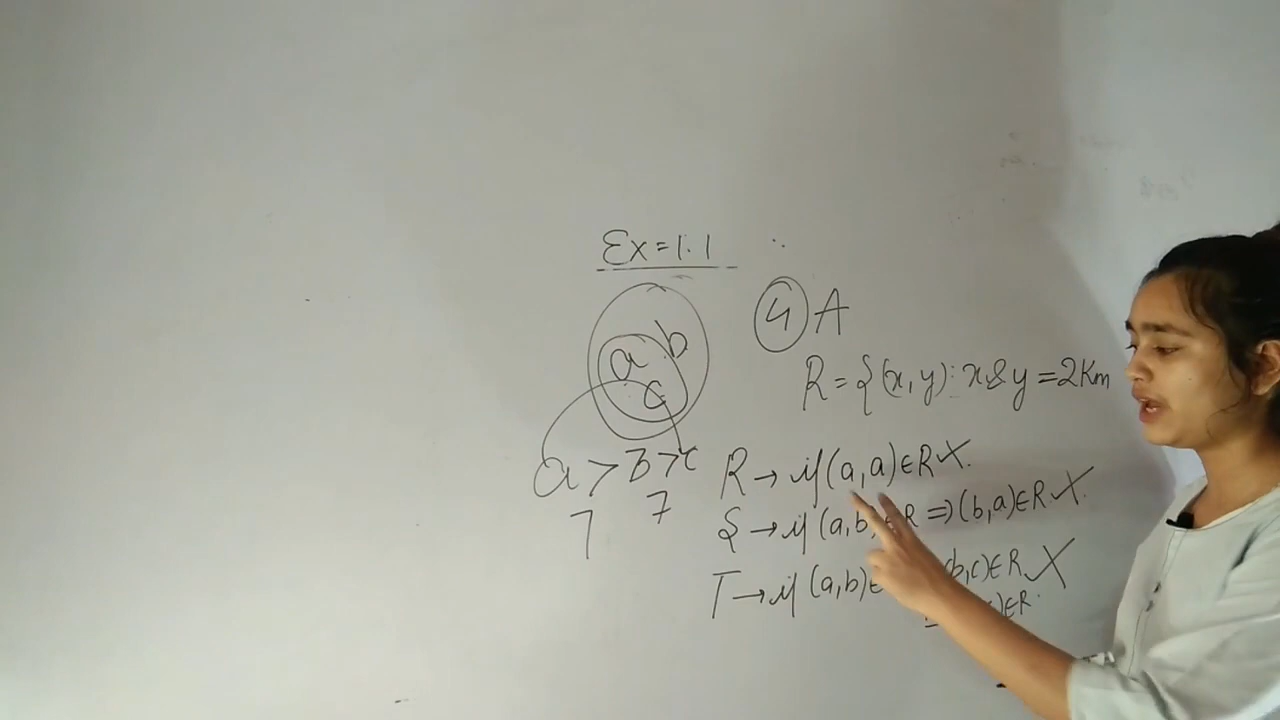 Ex = 1.1
④ A
a b
c
R = {(x, y) : x & y = 2Km
a > b > c
7 7
R → if (a, a) ∈ R X.
S → if (a, b) ∈ R ⇒ (b, a) ∈ R X.
T → if (a, b) ∈ b, c) ∈ R X
) ∈ R.